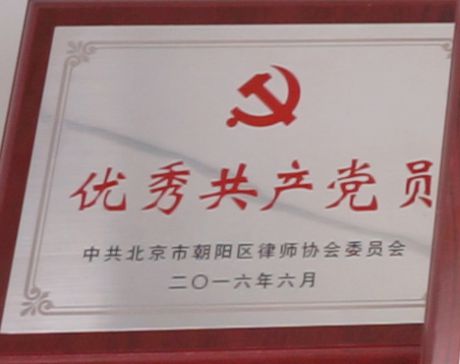 优秀共产党员
中共北京市朝阳区律师协会委员会
二〇一六年六月